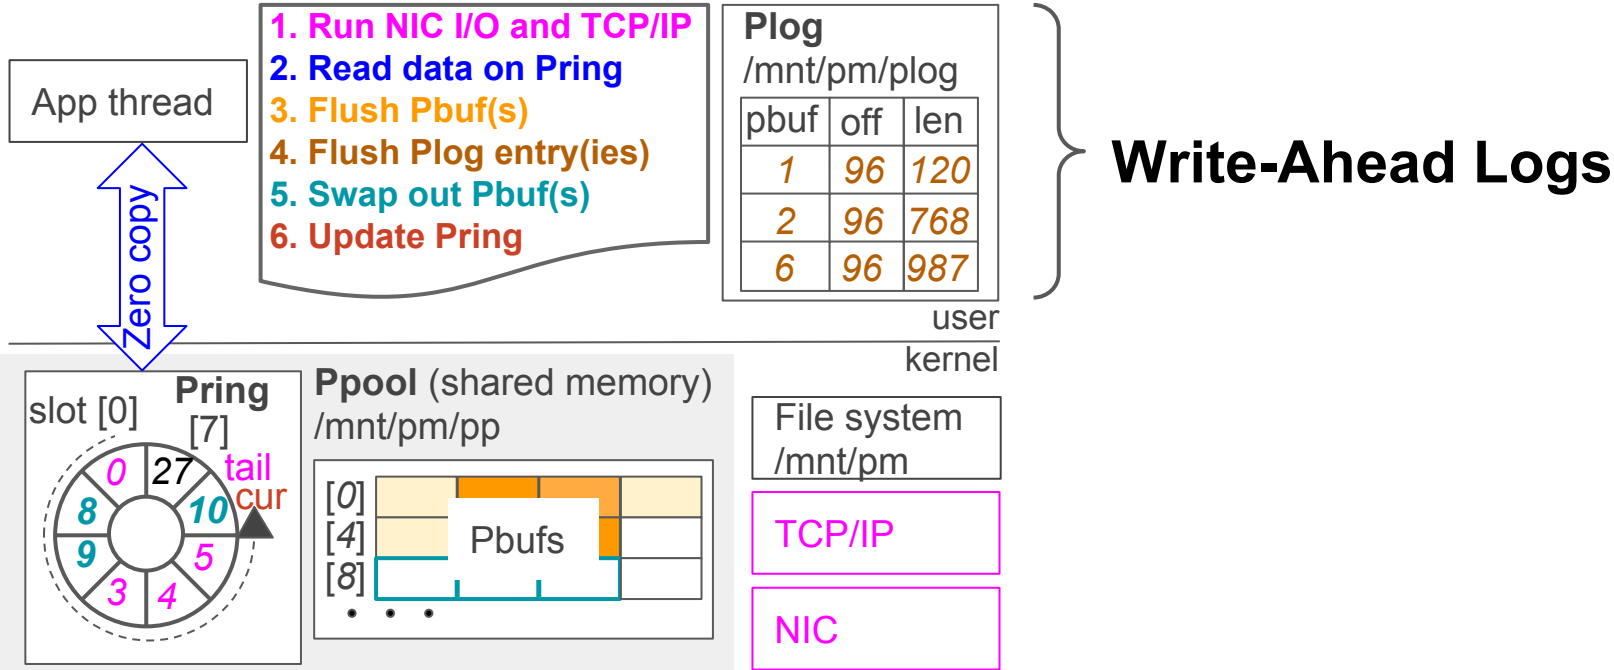 App thread
Zero copy
1. Run NIC I/O and TCP/IP
2. Read data on Pring
3. Flush Pbuf(s)
4. Flush Plog entry(ies)
5. Swap out Pbuf(s)
6. Update Pring
Plog
/mnt/pm/plog
pbuf off len
1 96 120
2 96 768
6 96 987
Write-Ahead Logs
user
kernel
slot [0]
Pring
[7]
tail
cur
0
27
8
10
9
5
3
4
Ppool (shared memory)
/mnt/pm/pp
[0]
[4]
[8]
Pbufs
File system
/mnt/pm
TCP/IP
NIC